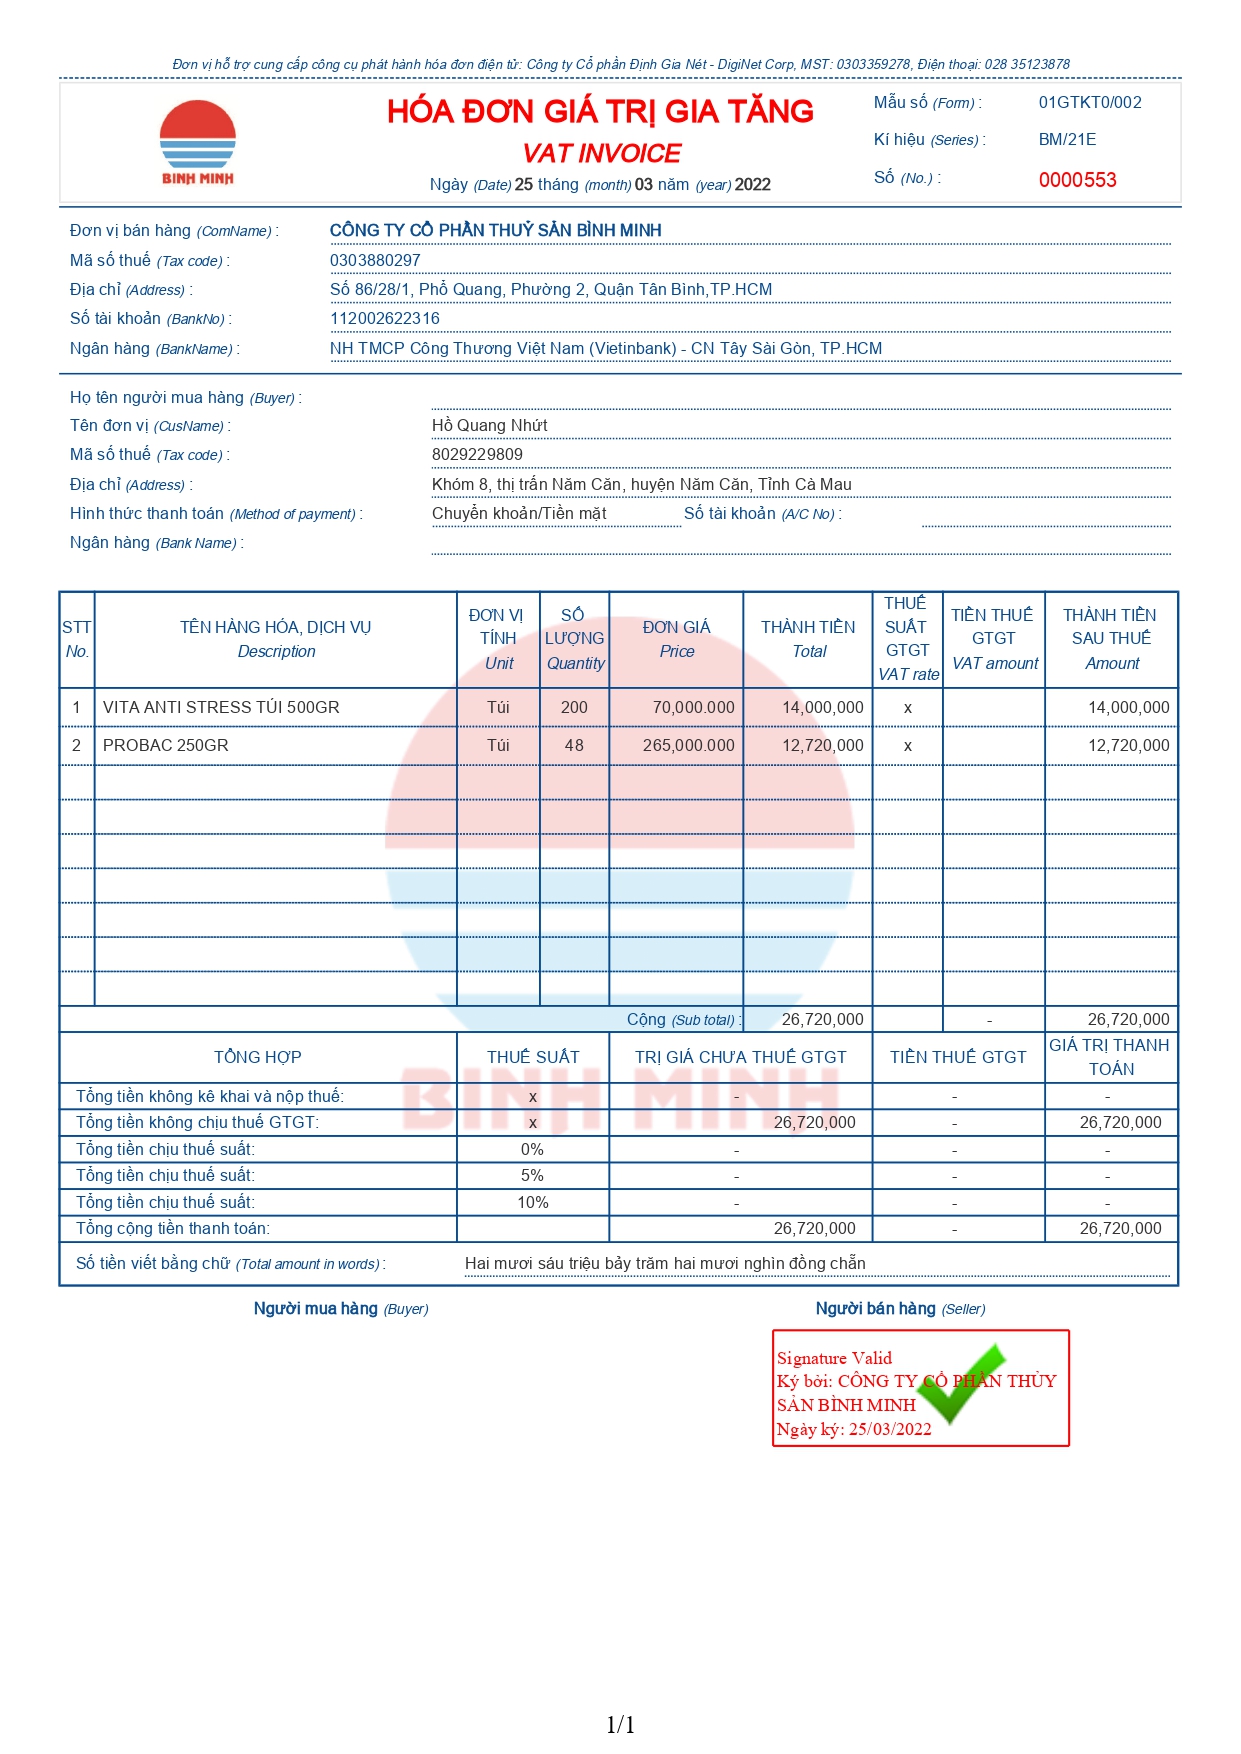 Đơn vị hỗ trợ cung cấp công cụ phát hành hóa đơn điện tử: Công ty Cổ phần Định Gia Nét - DigiNet Corp, MST: 0303359278, Điện thoại: 028 35123878
BINH MINH
HÓA ĐƠN GIÁ TRỊ GIA TĂNG
VAT INVOICE
Ngày (Date) 25 tháng (month) 03 năm (year) 2022
Mẫu số (Form) : 01GTKT0/002
Kí hiệu (Series) : BM/21E
Số (No.) : 0000553
Đơn vị bán hàng (ComName) : CÔNG TY CỔ PHẦN THUỶ SẢN BÌNH MINH
Mã số thuế (Tax code) : 0303880297
Địa chỉ (Address) : Số 86/28/1, Phổ Quang, Phường 2, Quận Tân Bình,TP.HCM
Số tài khoản (BankNo) : 112002622316
Ngân hàng (BankName) : NH TMCP Công Thương Việt Nam (Vietinbank) - CN Tây Sài Gòn, TP.HCM
Họ tên người mua hàng (Buyer) :
Tên đơn vị (CusName) : Hồ Quang Nhứt
Mã số thuế (Tax code) : 8029229809
Địa chỉ (Address) : Khóm 8, thị trấn Năm Căn, huyện Năm Căn, Tỉnh Cà Mau
Hình thức thanh toán (Method of payment) : Chuyển khoản/Tiền mặt Số tài khoản (A/C No) :
Ngân hàng (Bank Name) :
STT No. TÊN HÀNG HÓA, DỊCH VỤ Description ĐƠN VỊ TÍNH Unit SỐ LƯỢNG Quantity ĐƠN GIÁ Price THÀNH TIỀN Total THUẾ SUẤT GTGT VAT rate TIỀN THUẾ GTGT VAT amount THÀNH TIỀN SAU THUẾ Amount
1 VITA ANTI STRESS TÚI 500GR Túi 200 70,000.000 14,000,000 x 14,000,000
2 PROBAC 250GR Túi 48 265,000.000 12,720,000 x 12,720,000
Cộng (Sub total) : 26,720,000 - 26,720,000
TỔNG HỢP THUẾ SUẤT TRỊ GIÁ CHƯA THUẾ GTGT TIỀN THUẾ GTGT GIÁ TRỊ THANH TOÁN
BINH MINH
Tổng tiền không kê khai và nộp thuế: x - - -
Tổng tiền không chịu thuế GTGT: x 26,720,000 - 26,720,000
Tổng tiền chịu thuế suất: 0% - - -
Tổng tiền chịu thuế suất: 5% - - -
Tổng tiền chịu thuế suất: 10% - - -
Tổng cộng tiền thanh toán: 26,720,000 - 26,720,000
Số tiền viết bằng chữ (Total amount in words) : Hai mươi sáu triệu bảy trăm hai mươi nghìn đồng chẵn
Người mua hàng (Buyer) Người bán hàng (Seller)
Signature Valid
Ký bởi: CÔNG TY CỔ PHẦN THỦY
SẢN BÌNH MINH
Ngày ký: 25/03/2022
1/1